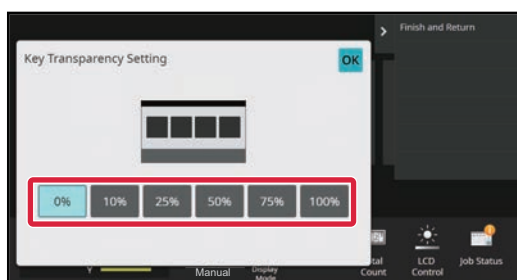 Finish and Return
Key Transparency Setting
OK
0% 10% 25% 50% 75% 100%
Y
Manual
Display
Mode
Count
LCD
Control
Job Status